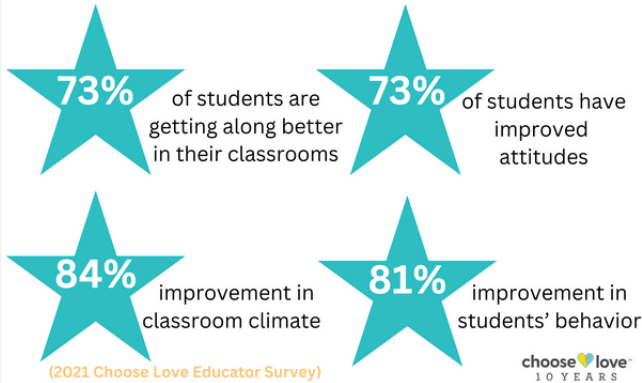 73%
of students are
getting along better
in their classrooms
73%
of students have
improved
attitudes
84%
improvement in
classroom climate
81%
improvement in
students’ behavior
(2021 Choose Love Educator Survey)
choose love™
10 YEARS